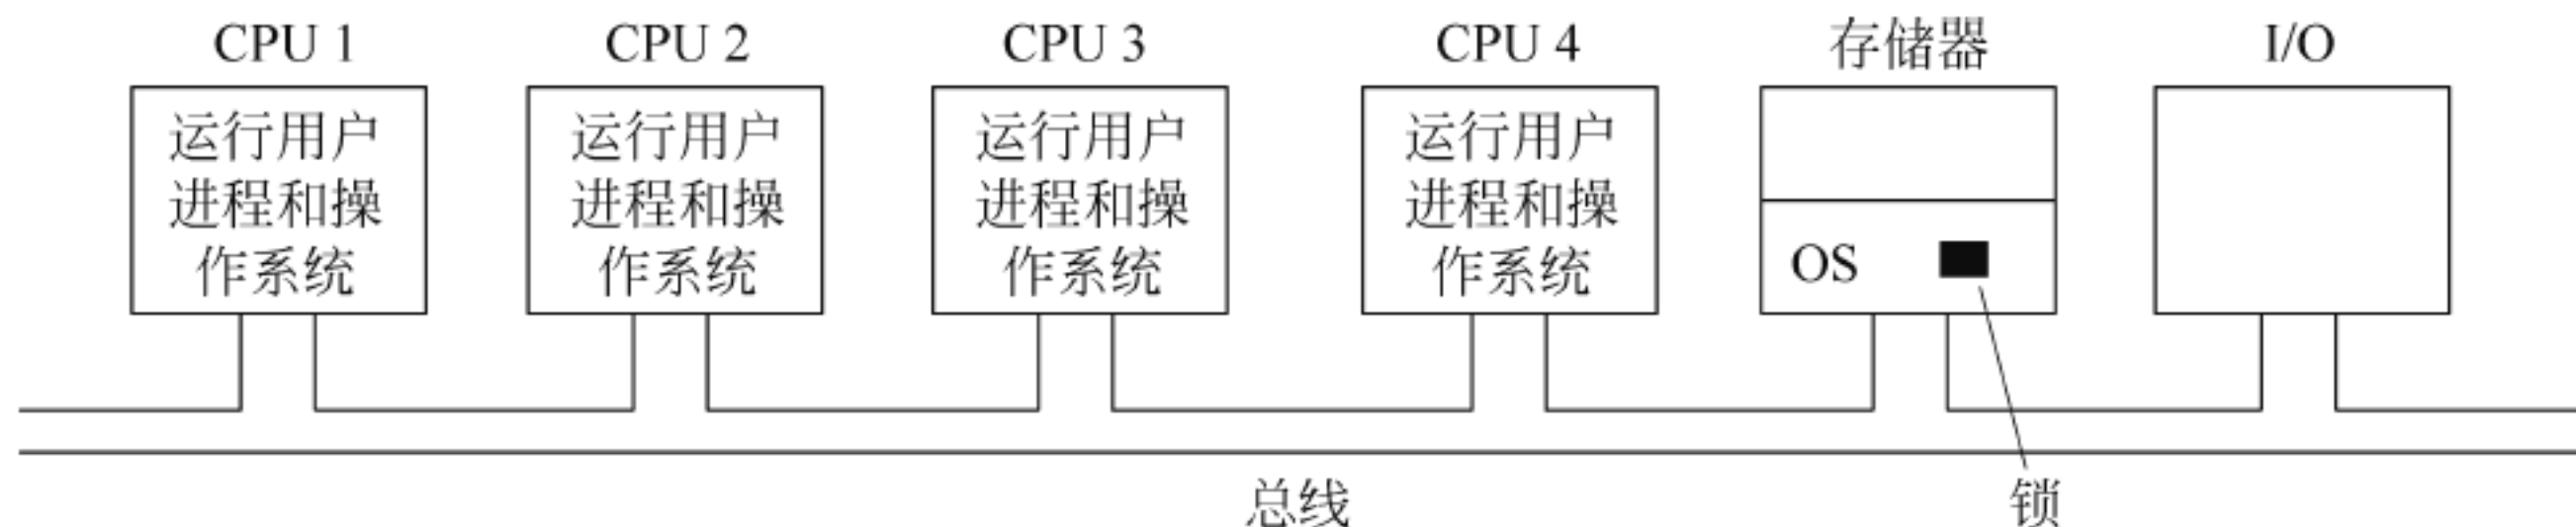 CPU 1
CPU 2
CPU 3
CPU 4
存储器
I/O
运行用户
进程和操
作系统
运行用户
进程和操
作系统
运行用户
进程和操
作系统
运行用户
进程和操
作系统
OS
总线
锁